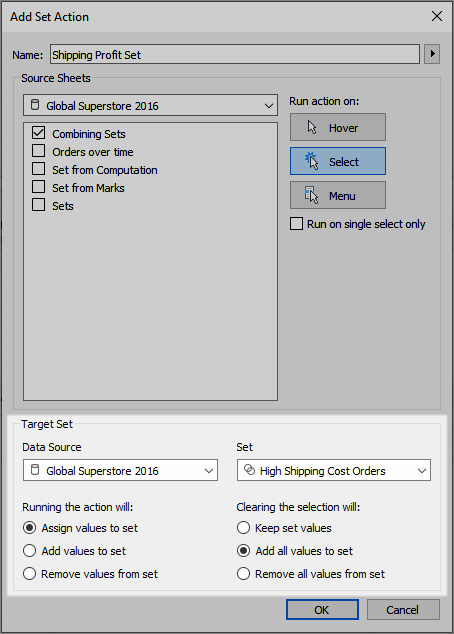 Add Set Action
Name: Shipping Profit Set
Source Sheets
Global Superstore 2016
Combining Sets
Orders over time
Set from Computation
Set from Marks
Sets
Run action on:
Hover
Select
Menu
Run on single select only
Target Set
Data Source
Global Superstore 2016
Set
High Shipping Cost Orders
Running the action will:
Assign values to set
Add values to set
Remove values from set
Clearing the selection will:
Keep set values
Add all values to set
Remove all values from set
OK
Cancel